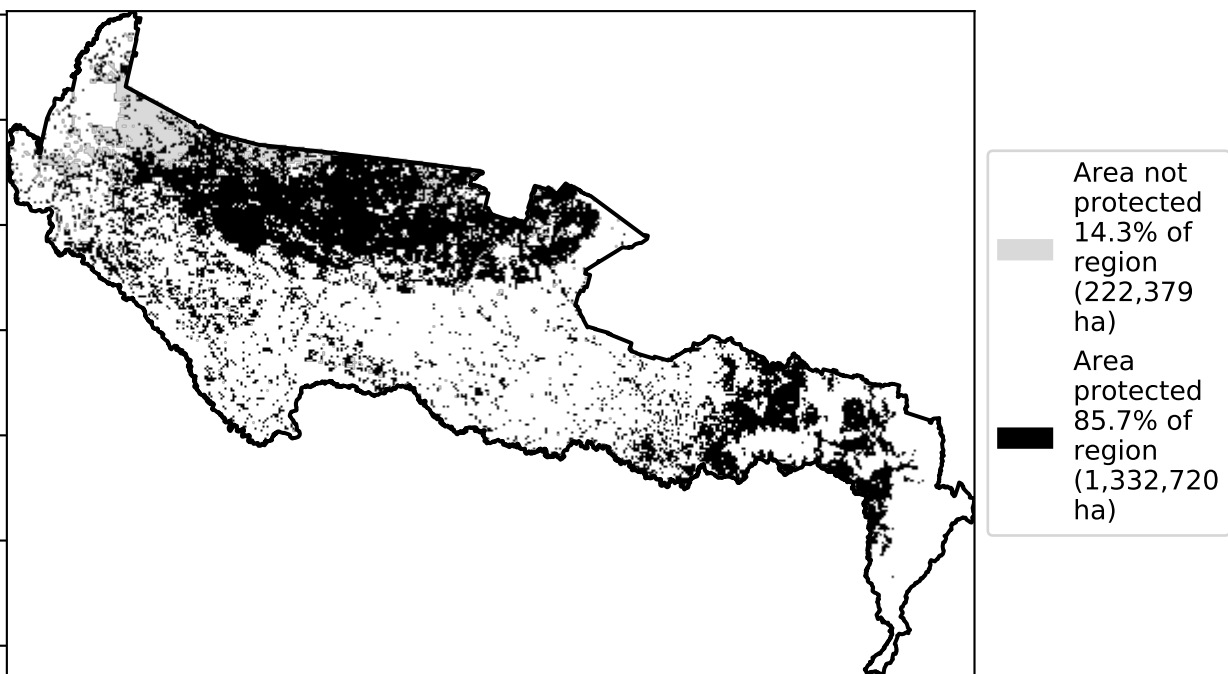 Area not
protected
14.3% of
region
(222,379
ha)
Area
protected
85.7% of
region
(1,332,720
ha)